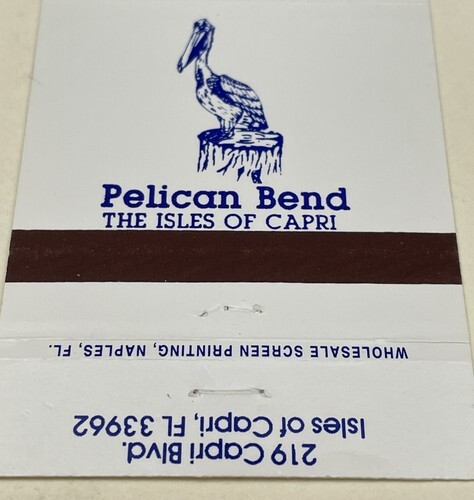 Pelican Bend
THE ISLES OF CAPRI
WHOLESALE SCREEN PRINTING, NAPLES, FL.
219 Capri Blvd.
Isles of Capri, FL 33962